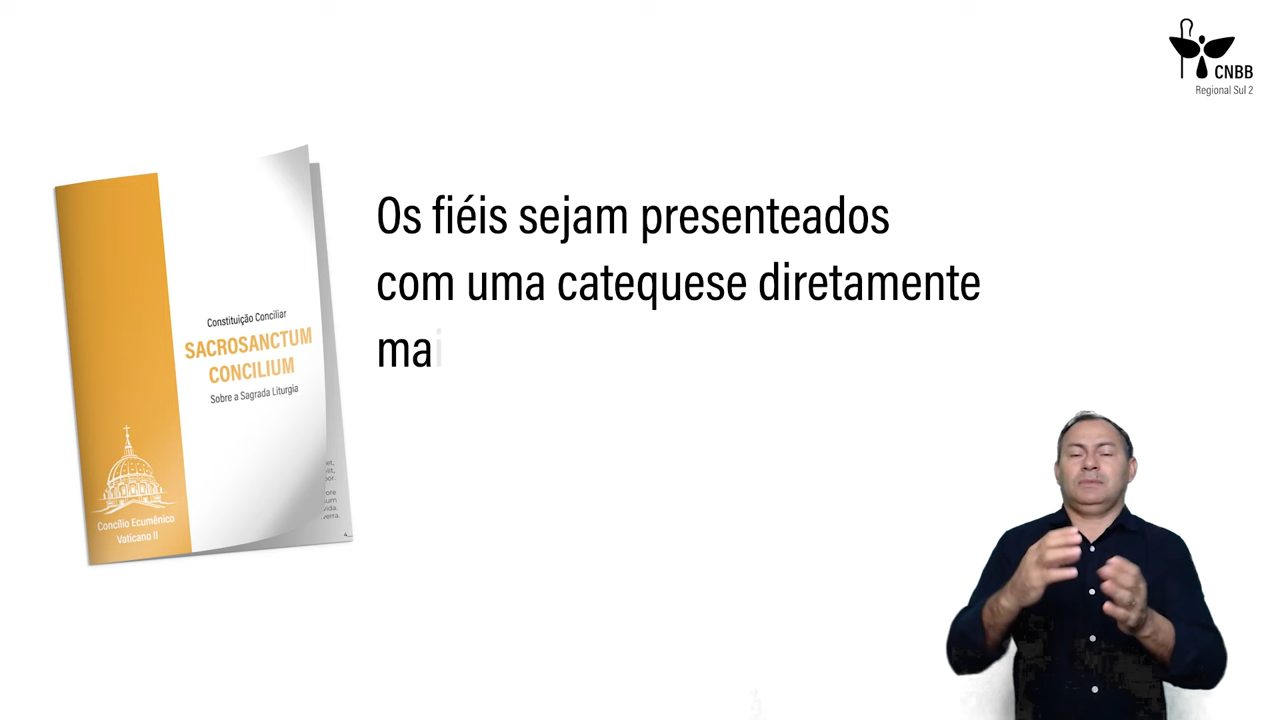 CNBB
Regional Sul 2
Os fiéis sejam presenteados
com uma catequese diretamente
mai
Constituição Conciliar
SACROSANCTUM
CONCILIUM
Sobre a Sagrada Liturgia
Concílio Ecumênico
Vaticano II